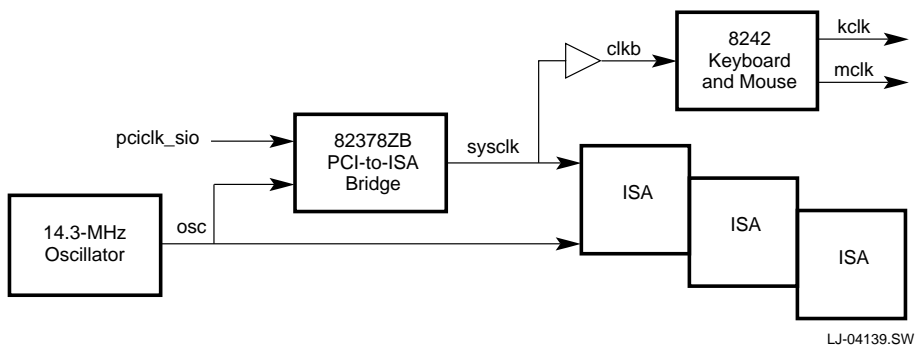 clkb
8242
Keyboard
and Mouse
kclk
mclk
pciclk_sio
82378ZB
PCI-to-ISA
Bridge
sysclk
14.3-MHz
Oscillator
osc
ISA
ISA
ISA
LJ-04139.SW